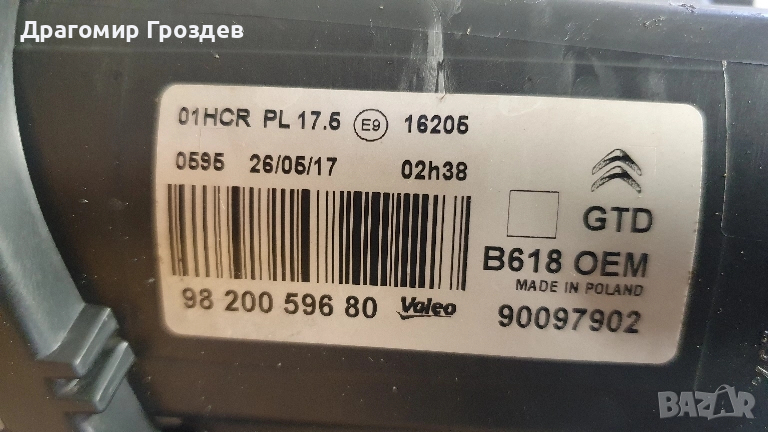 Драгомир Гроздев
01HCR PL 17.5 E9 16205
0595 26/05/17 02h38
GTD
B618 OEM
MADE IN POLAND
98 200 596 80 Valeo 90097902
BAZAR